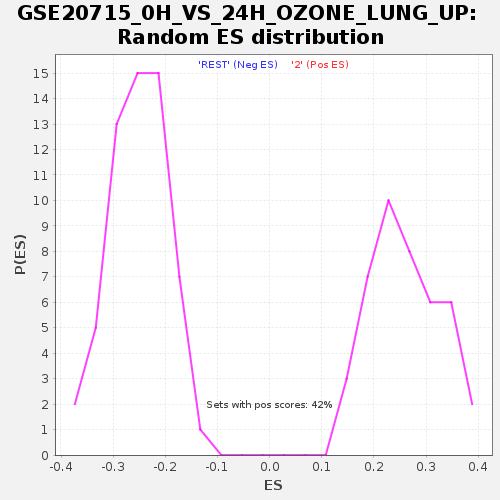 GSE20715_0H_VS_24H_OZONE_LUNG_UP:
Random ES distribution
'REST' (Neg ES) '2' (Pos ES)
15
14
13
12
11
10
9
8
7
6
5
4
3
2
1
0
P(ES)
Sets with pos scores: 42%
-0.4 -0.3 -0.2 -0.1 0.0 0.1 0.2 0.3 0.4
ES